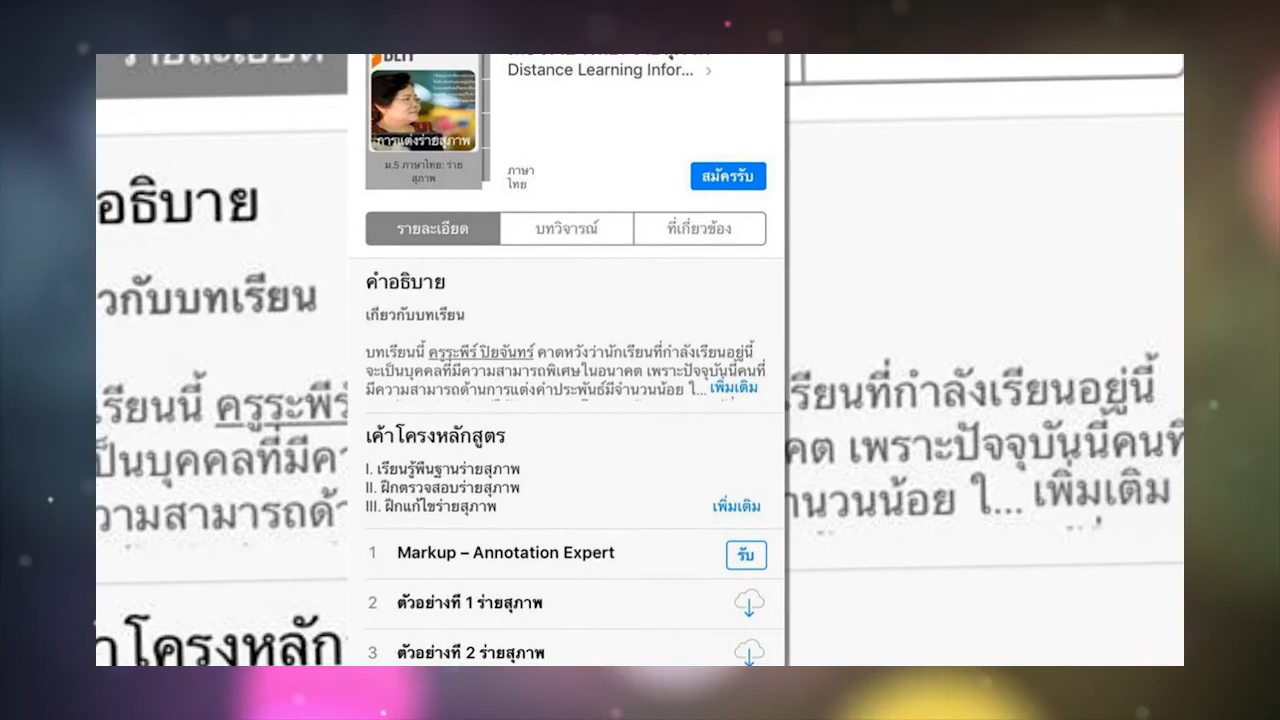 DLIT
Distance Learning Infor... >
การแต่งร่ายสุภาพ
ม.5 ภาษาไทย: ร่าย
สุภาพ
ภาษา
ไทย
สมัครรับ
รายละเอียด
บทวิจารณ์
ที่เกี่ยวข้อง
คำอธิบาย
เกี่ยวกับบทเรียน
บทเรียนนี้ ครูระพีร์ ปิยจันทร์ คาดหวังว่านักเรียนที่กำลังเรียนอยู่นี้
จะเป็นบุคคลที่มีความสามารถพิเศษในอนาคต เพราะปัจจุบันนี้คนที่
มีความสามารถด้านการแต่งคำประพันธ์มีจำนวนน้อย ใ... เพิ่มเติม
เค้าโครงหลักสูตร
I. เรียนรู้พื้นฐานร่ายสุภาพ
II. ฝึกตรวจสอบร่ายสุภาพ
III. ฝึกแก้ไขร่ายสุภาพ
เพิ่มเติม
1 Markup – Annotation Expert
รับ
2 ตัวอย่างที่ 1 ร่ายสุภาพ
3 ตัวอย่างที่ 2 ร่ายสุภาพ
อธิบาย
วกับบทเรียน
เรียนนี้ ครูระพีร์
เป็นบุคคลที่มีคว
วามสามารถด้า
าโครงหลัก
เรียนที่กำลังเรียนอยู่นี้
คต เพราะปัจจุบันนี้คนที่
ำนวนน้อย ใ... เพิ่มเติม